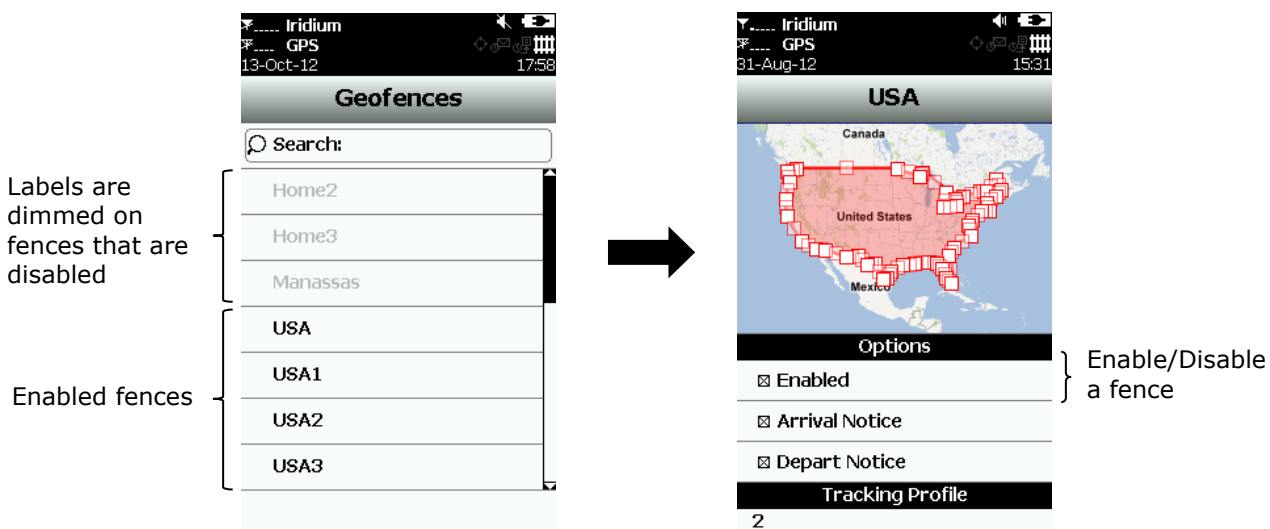 Iridium
GPS
13-Oct-12 17:58
Geofences
Search:
Home2
Home3
Manassas
USA
USA1
USA2
USA3
Labels are
dimmed on
fences that are
disabled
Enabled fences
Iridium
GPS
31-Aug-12 15:31
USA
Canada
United States
Mexico
Options
Enabled
Arrival Notice
Depart Notice
Tracking Profile
2
Enable/Disable
a fence